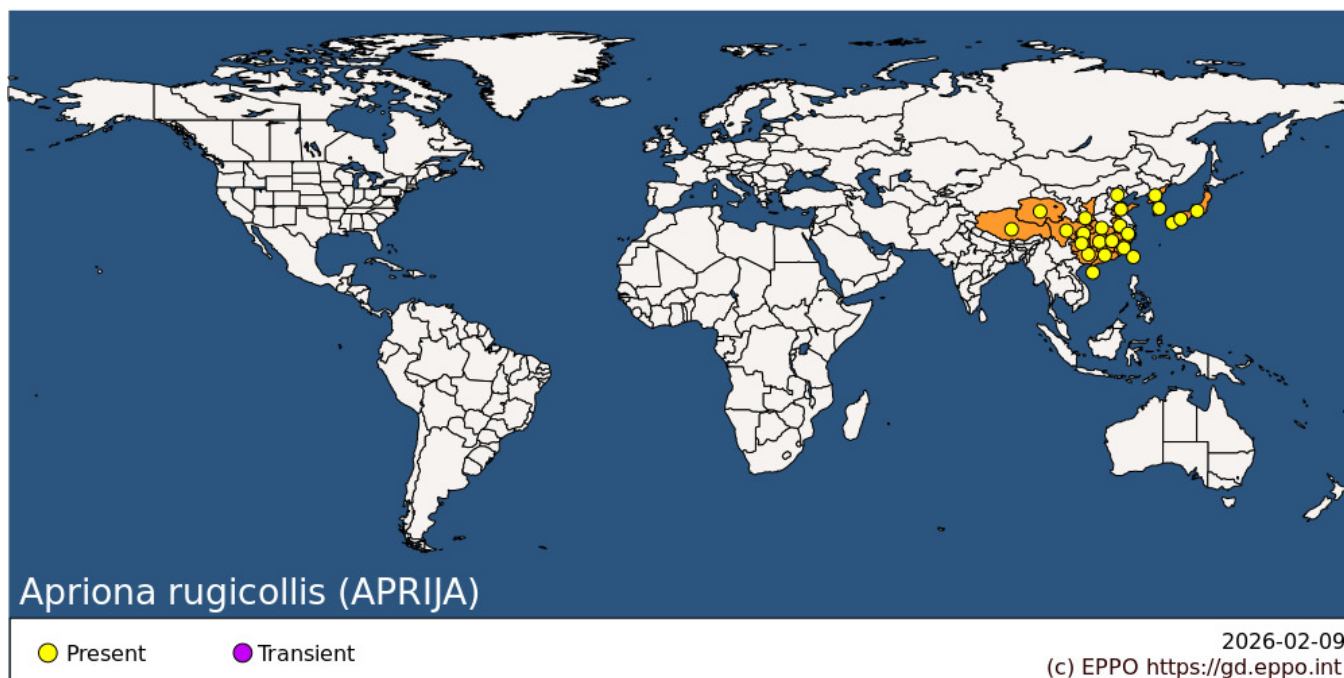 Apriona rugicollis (APRIJA)
Present
Transient
2026-02-09
(c) EPPO https://gd.eppo.int